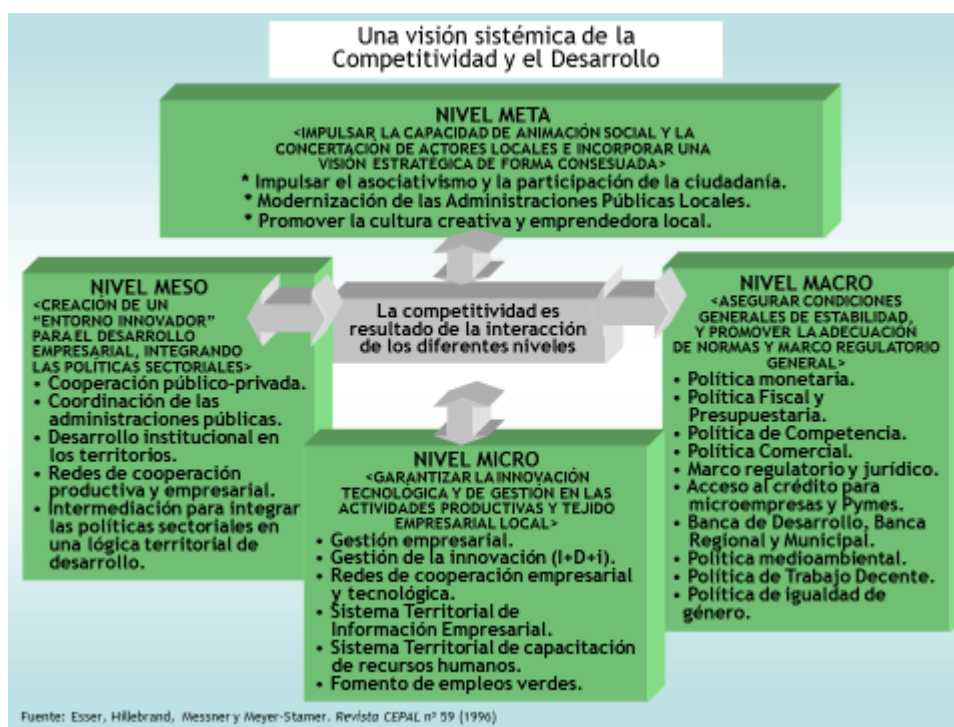 Una visión sistémica de la
Competitividad y el Desarrollo
NIVEL META
<IMPULSAR LA CAPACIDAD DE ANIMACIÓN SOCIAL Y LA
CONCERTACIÓN DE ACTORES LOCALES E INCORPORAR UNA
VISIÓN ESTRATÉGICA DE FORMA CONSESUADA>
* Impulsar el asociativismo y la participación de la ciudadanía.
* Modernización de las Administraciones Públicas Locales.
* Promover la cultura creativa y emprendedora local.
NIVEL MESO
<CREACIÓN DE UN
"ENTORNO INNOVADOR"
PARA EL DESARROLLO
EMPRESARIAL, INTEGRANDO
LAS POLÍTICAS SECTORIALES>
• Cooperación público-privada.
• Coordinación de las
administraciones públicas.
• Desarrollo institucional en
los territorios.
• Redes de cooperación
productiva y empresarial.
• Intermediación para integrar
las políticas sectoriales en
una lógica territorial de
desarrollo.
La competitividad es
resultado de la interacción
de los diferentes niveles
NIVEL MACRO
<ASEGURAR CONDICIONES
GENERALES DE ESTABILIDAD,
Y PROMOVER LA ADECUACIÓN
DE NORMAS Y MARCO REGULATORIO
GENERAL>
• Política monetaria.
• Política Fiscal y
Presupuestaria.
• Política de Competencia.
• Política Comercial.
• Marco regulatorio y jurídico.
• Acceso al crédito para
microempresas y Pymes.
• Banca de Desarrollo, Banca
Regional y Municipal.
• Política medioambiental.
• Política de Trabajo Decente.
• Política de igualdad de
género.
NIVEL MICRO
<GARANTIZAR LA INNOVACIÓN
TECNOLÓGICA Y DE GESTIÓN EN LAS
ACTIVIDADES PRODUCTIVAS Y TEJIDO
EMPRESARIAL LOCAL>
• Gestión empresarial.
• Gestión de la innovación (I+D+i).
• Redes de cooperación empresarial
y tecnológica.
• Sistema Territorial de
Información Empresarial.
• Sistema Territorial de capacitación
de recursos humanos.
• Fomento de empleos verdes.
Fuente: Esser, Hillebrand, Messner y Meyer-Stamer. Revista CEPAL nº 59 (1996)